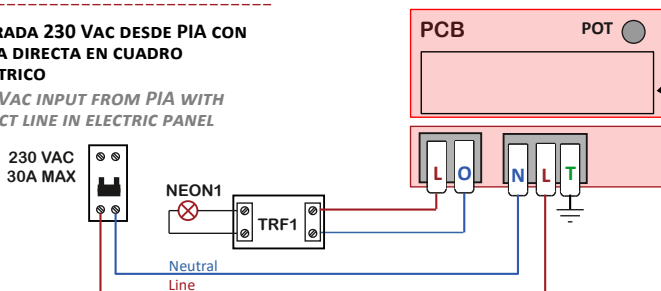 RADA 230 VAC DESDE PIA CON
A DIRECTA EN CUADRO
TRICO
VAC INPUT FROM PIA WITH
CT LINE IN ELECTRIC PANEL
230 VAC
30A MAX
NEON1
TRF1
PCB
POT
L O N L T
Neutral
Line